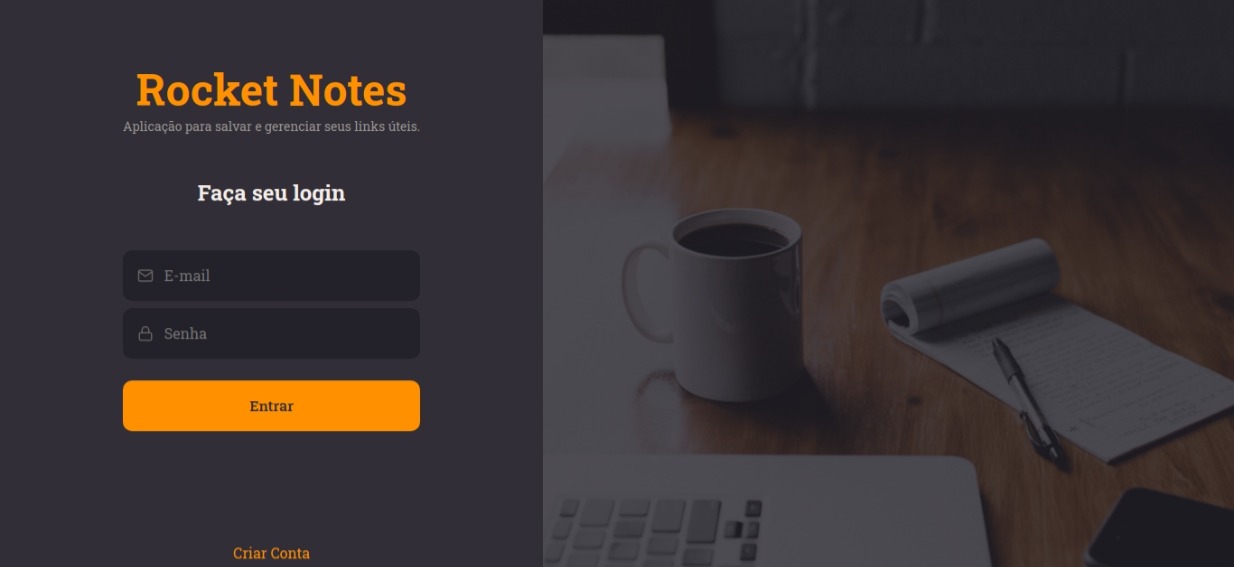 Rocket Notes
Aplicação para salvar e gerenciar seus links úteis.
Faça seu login
E-mail
Senha
Entrar
Criar Conta